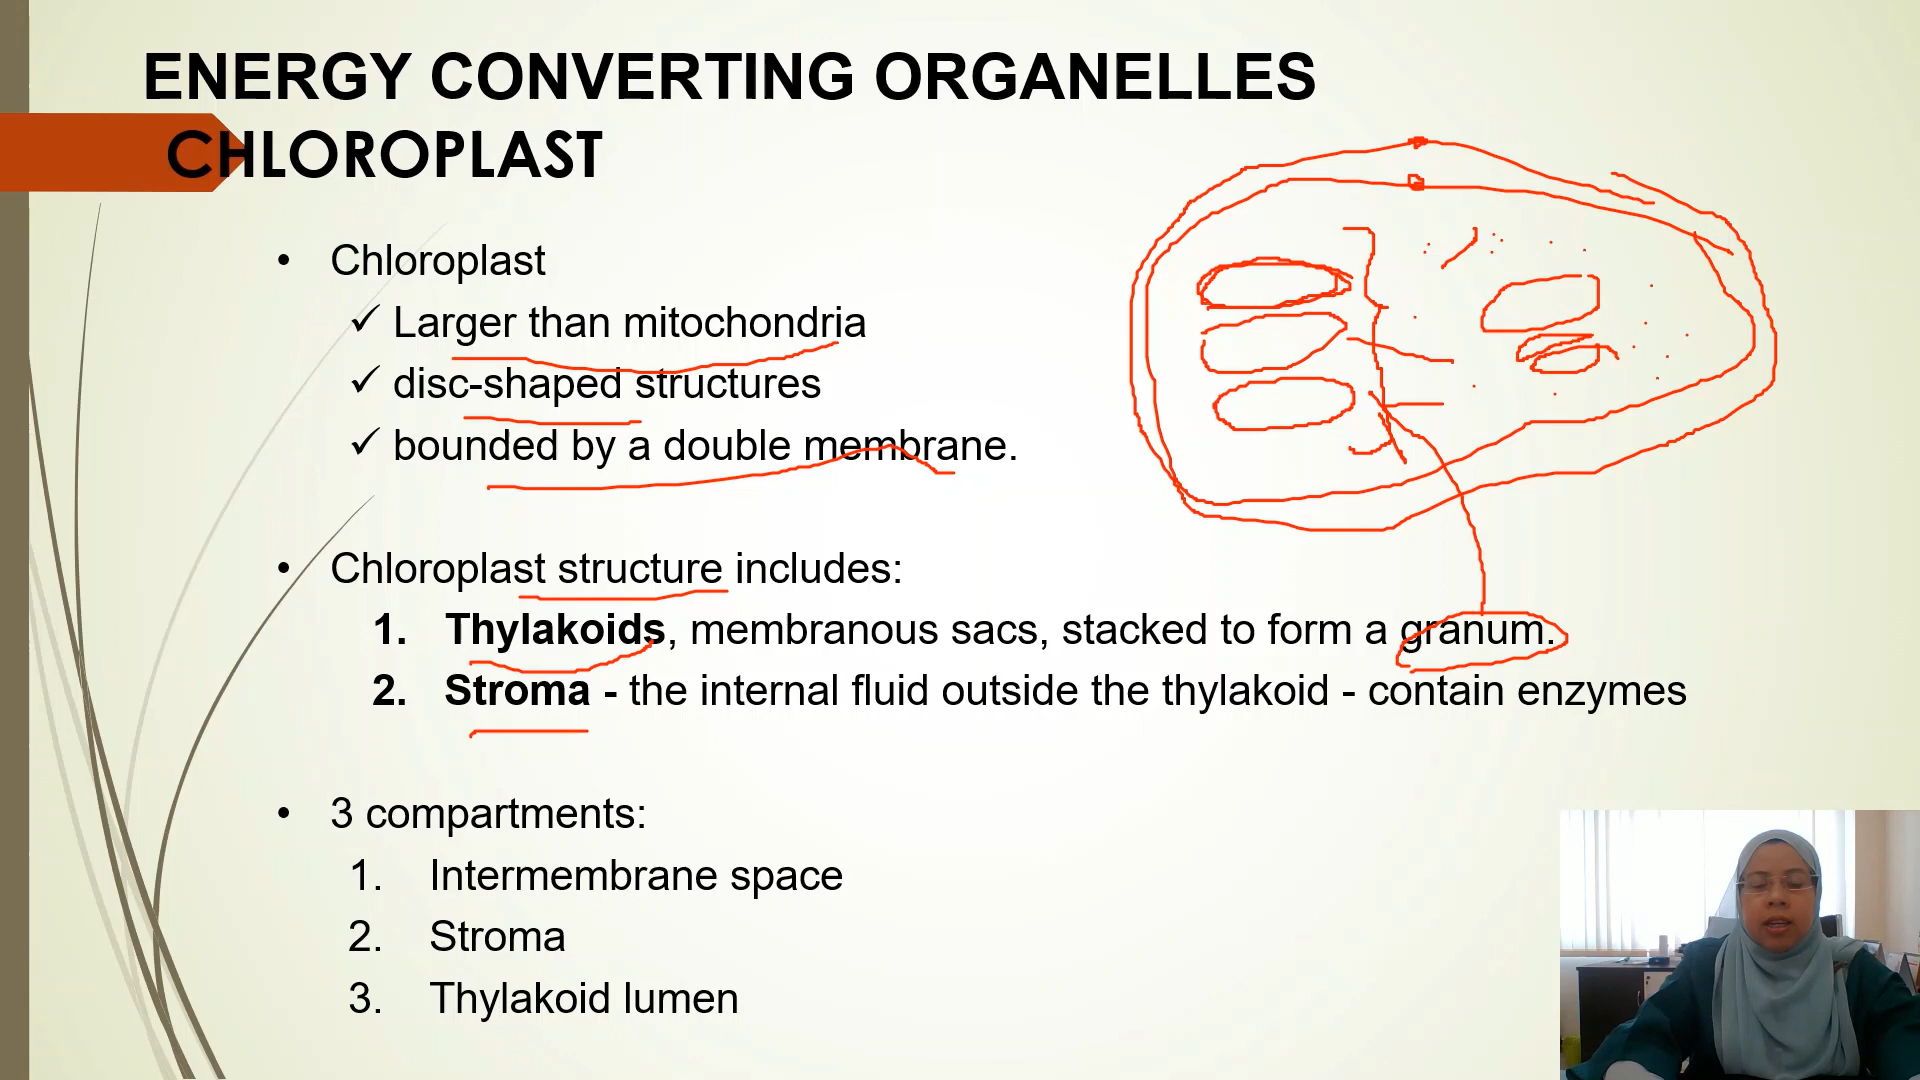 ENERGY CONVERTING ORGANELLES
CHLOROPLAST
• Chloroplast
✓ Larger than mitochondria
✓ disc-shaped structures
✓ bounded by a double membrane.
• Chloroplast structure includes:
1. Thylakoids, membranous sacs, stacked to form a granum.
2. Stroma - the internal fluid outside the thylakoid - contain enzymes
• 3 compartments:
1. Intermembrane space
2. Stroma
3. Thylakoid lumen